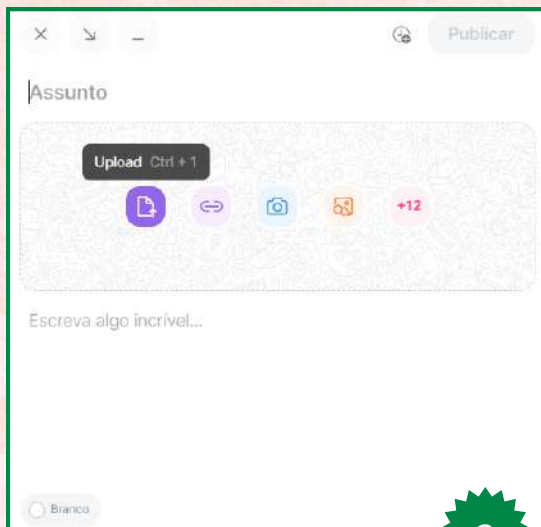 Publicar
Assunto
Upload Ctrl + 1
+12
Escreva algo incrível...
Branco